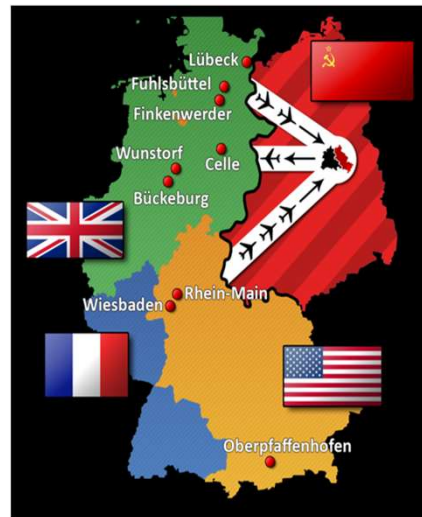 Lübeck
Fuhlsbüttel
Finkenwerder
Wunstorf
Celle
Bückeburg
Rhein-Main
Wiesbaden
Oberpfaffenhofen